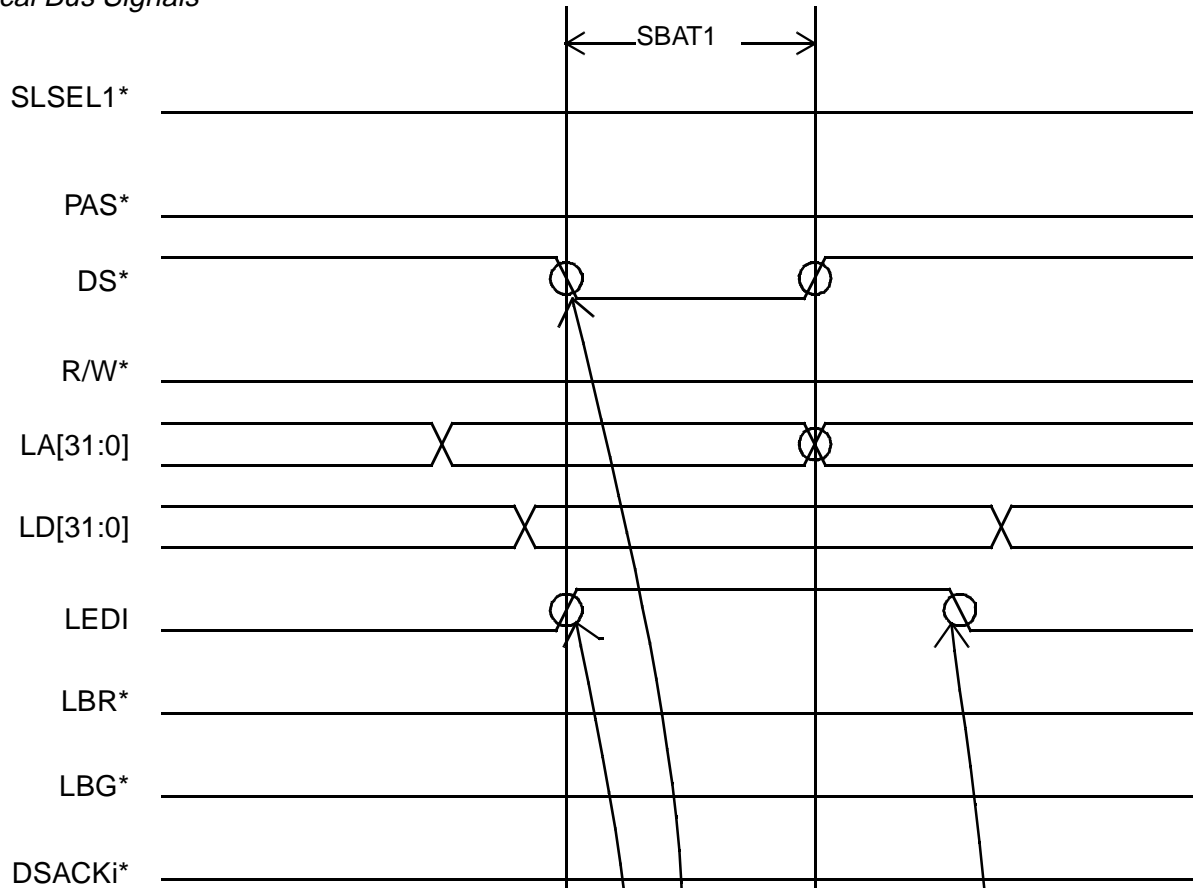 cal Bus Signals
SBAT1
SLSEL1*
PAS*
DS*
R/W*
LA[31:0]
LD[31:0]
LEDI
LBR*
LBG*
DSACKi*